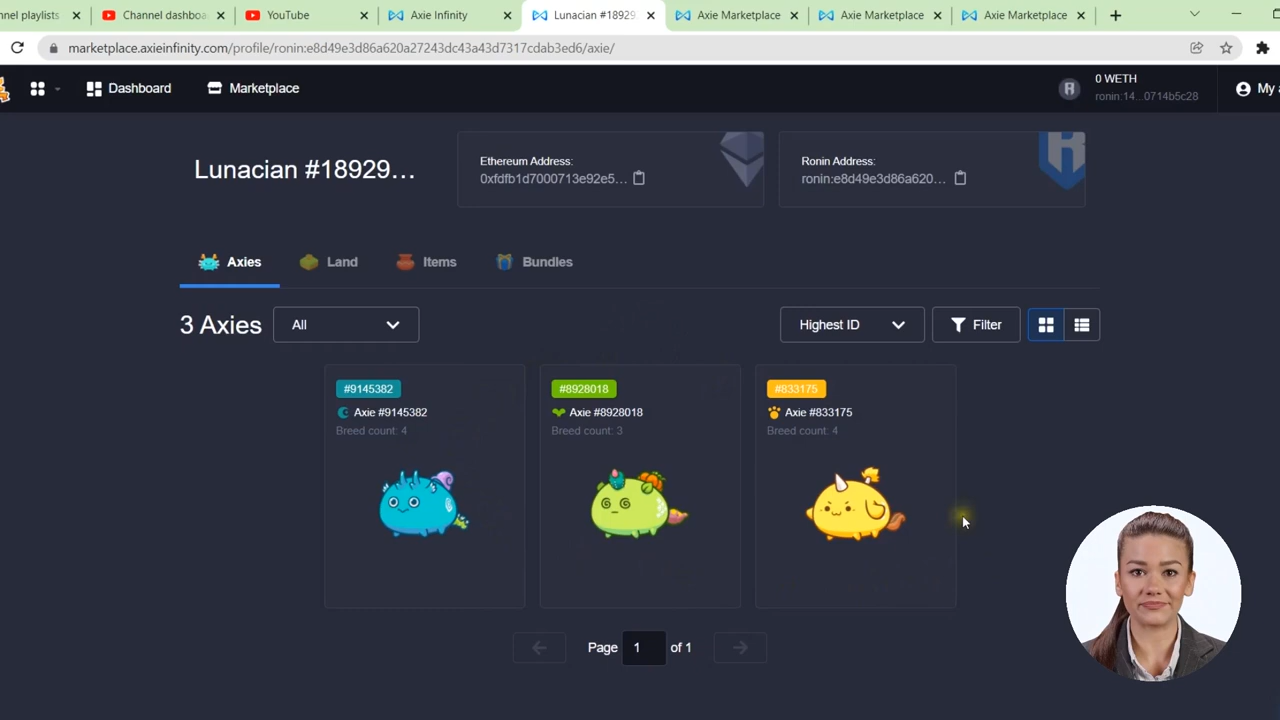 nel playlists
Channel dashboa
YouTube
Axie Infinity
Lunacian #18929
Axie Marketplace
Axie Marketplace
Axie Marketplace
marketplace.axieinfinity.com/profile/ronin:e8d49e3d86a620a27243dc43a43d7317cdab3ed6/axie/
Dashboard
Marketplace
0 WETH
ronin:14...0714b5c28
My a
Lunacian #18929...
Ethereum Address:
0xfdfb1d7000713e92e5...
Ronin Address:
ronin:e8d49e3d86a620...
Axies
Land
Items
Bundles
3 Axies
All
Highest ID
Filter
#9145382
Axie #9145382
Breed count: 4
#8928018
Axie #8928018
Breed count: 3
#833175
Axie #833175
Breed count: 4
Page 1 of 1